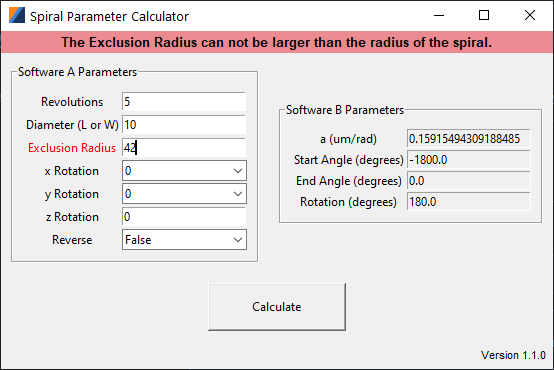 Spiral Parameter Calculator
The Exclusion Radius can not be larger than the radius of the spiral.
Software A Parameters
Revolutions 5
Diameter (L or W) 10
Exclusion Radius 42
x Rotation 0
y Rotation 0
z Rotation 0
Reverse False
Software B Parameters
a (um/rad) 0.15915494309188485
Start Angle (degrees) -1800.0
End Angle (degrees) 0.0
Rotation (degrees) 180.0
Calculate
Version 1.1.0